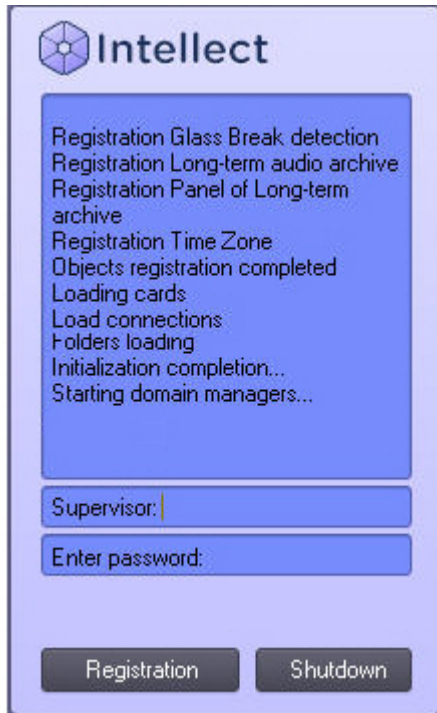 Intellect
Registration Glass Break detection
Registration Long-term audio archive
Registration Panel of Long-term
archive
Registration Time Zone
Objects registration completed
Loading cards
Load connections
Folders loading
Initialization completion...
Starting domain managers...
Supervisor:
Enter password:
Registration Shutdown